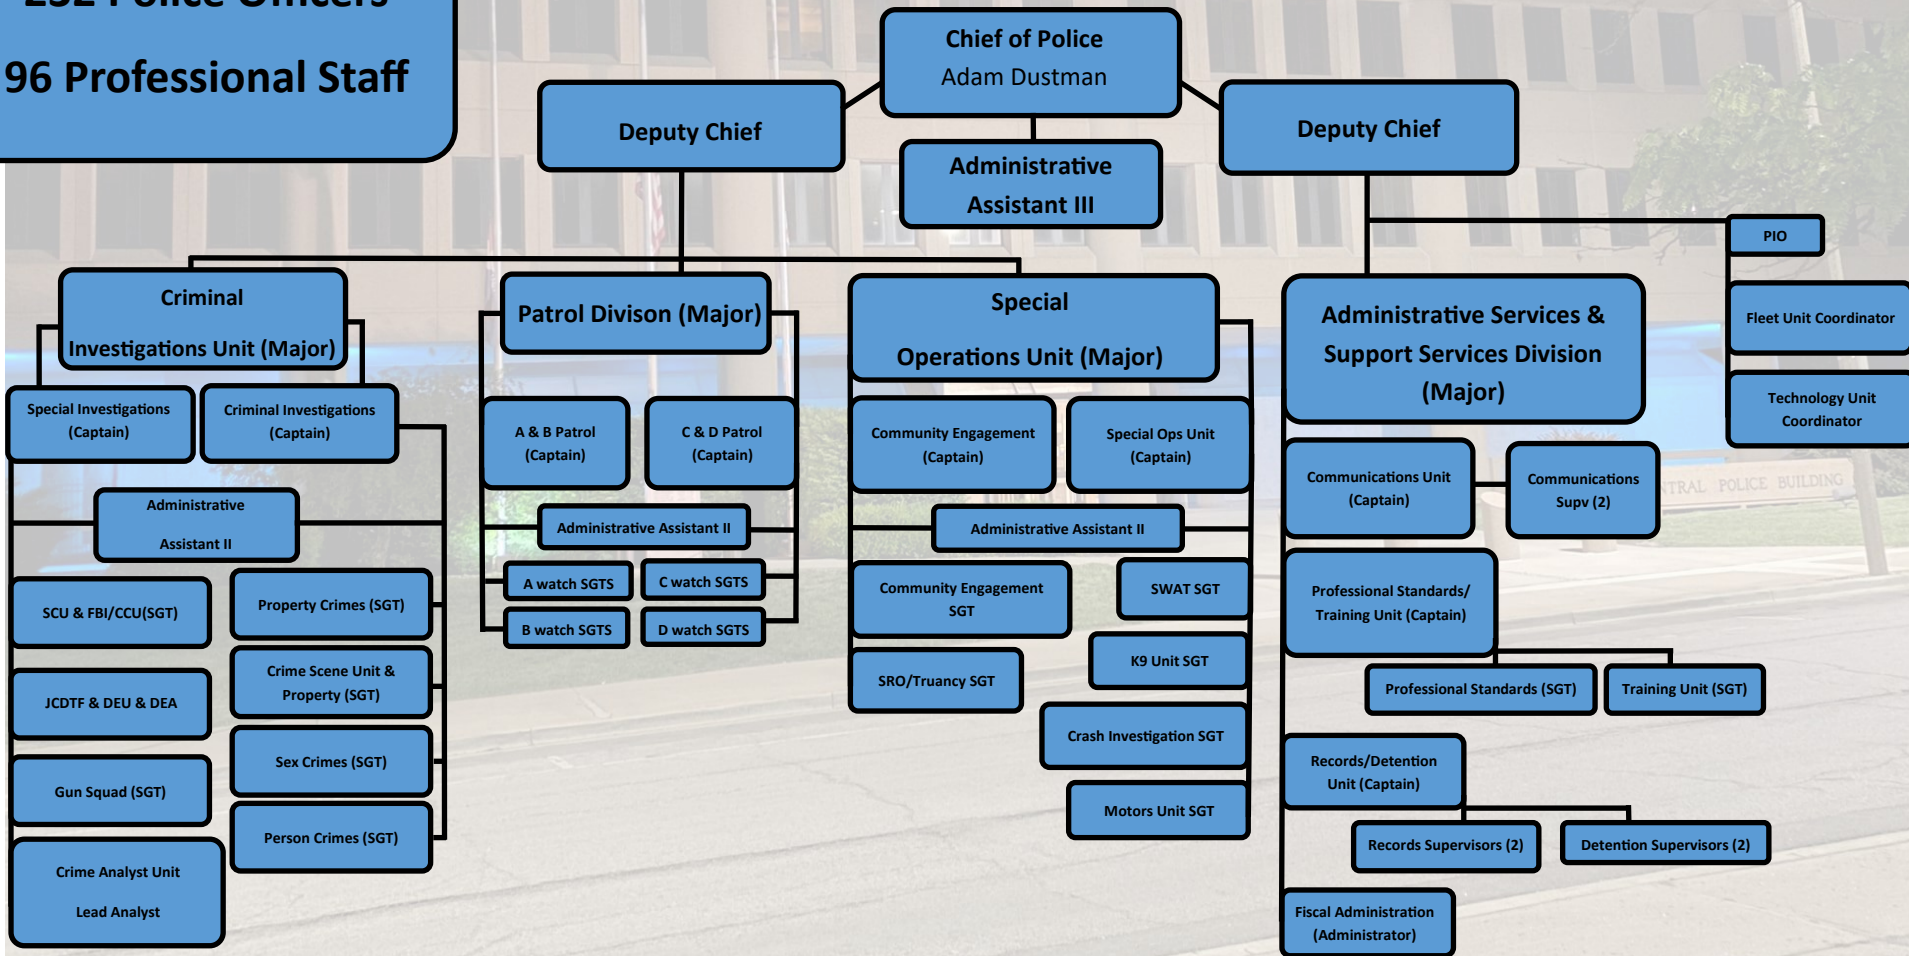 232 Police Officers
96 Professional Staff
Chief of Police
Adam Dustman
Deputy Chief
Deputy Chief
Administrative
Assistant III
PIO
Fleet Unit Coordinator
Technology Unit
Coordinator
Criminal
Investigations Unit (Major)
Patrol Divison (Major)
Special
Operations Unit (Major)
Administrative Services &
Support Services Division
(Major)
Special Investigations
(Captain)
Criminal Investigations
(Captain)
Administrative
Assistant II
SCU & FBI/CCU(SGT)
JCDTF & DEU & DEA
Gun Squad (SGT)
Crime Analyst Unit
Lead Analyst
Property Crimes (SGT)
Crime Scene Unit &
Property (SGT)
Sex Crimes (SGT)
Person Crimes (SGT)
A & B Patrol
(Captain)
C & D Patrol
(Captain)
Administrative Assistant II
A watch SGTS
C watch SGTS
B watch SGTS
D watch SGTS
Community Engagement
(Captain)
Special Ops Unit
(Captain)
Administrative Assistant II
Community Engagement
SGT
SRO/Truancy SGT
SWAT SGT
K9 Unit SGT
Crash Investigation SGT
Motors Unit SGT
Communications Unit
(Captain)
Communications
Supv (2)
Professional Standards/
Training Unit (Captain)
Professional Standards (SGT)
Training Unit (SGT)
Records/Detention
Unit (Captain)
Records Supervisors (2)
Detention Supervisors (2)
Fiscal Administration
(Administrator)
POLICE BUILDING